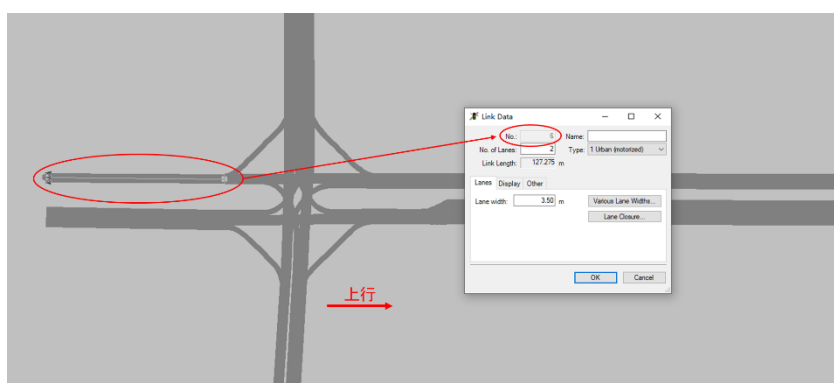 Link Data
No.: 6 Name:
No. of Lanes: 2 Type: 1 Urban (motorized)
Link Length: 127.275 m
Lanes Display Other
Lane width: 3.50 m Various Lane Widths...
Lane Closure...
OK Cancel
上行